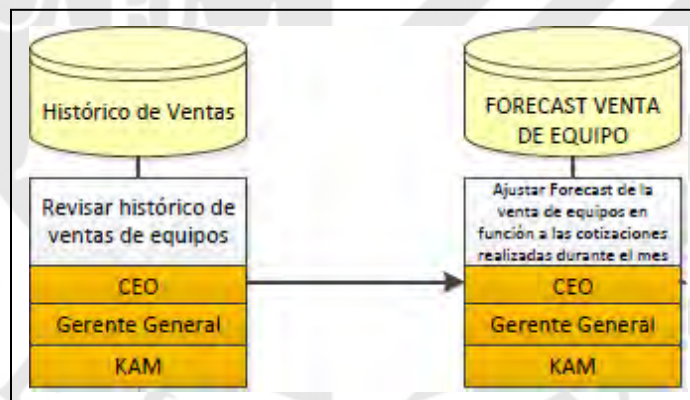 Histórico de Ventas
Revisar histórico de
ventas de equipos
CEO
Gerente General
KAM
FORECAST VENTA
DE EQUIPO
Ajustar Forecast de la
venta de equipos en
función a las cotizaciones
realizadas durante el mes
CEO
Gerente General
KAM